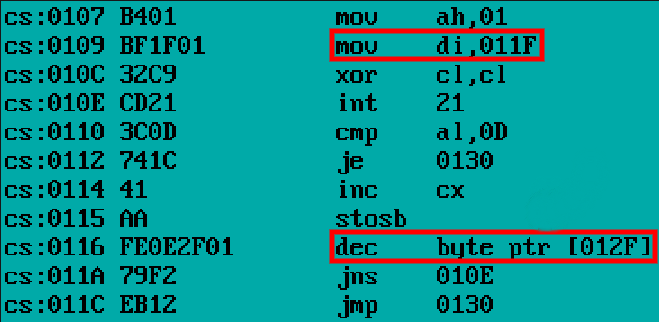 cs:0107 B401 mov ah,01
cs:0109 BF1F01 mov di,011F
cs:010C 32C9 xor cl,cl
cs:010E CD21 int 21
cs:0110 3C0D cmp al,0D
cs:0112 741C je 0130
cs:0114 41 inc cx
cs:0115 AA stosb
cs:0116 FE0E2F01 dec byte ptr [012F]
cs:011A 79F2 jns 010E
cs:011C EB12 jmp 0130